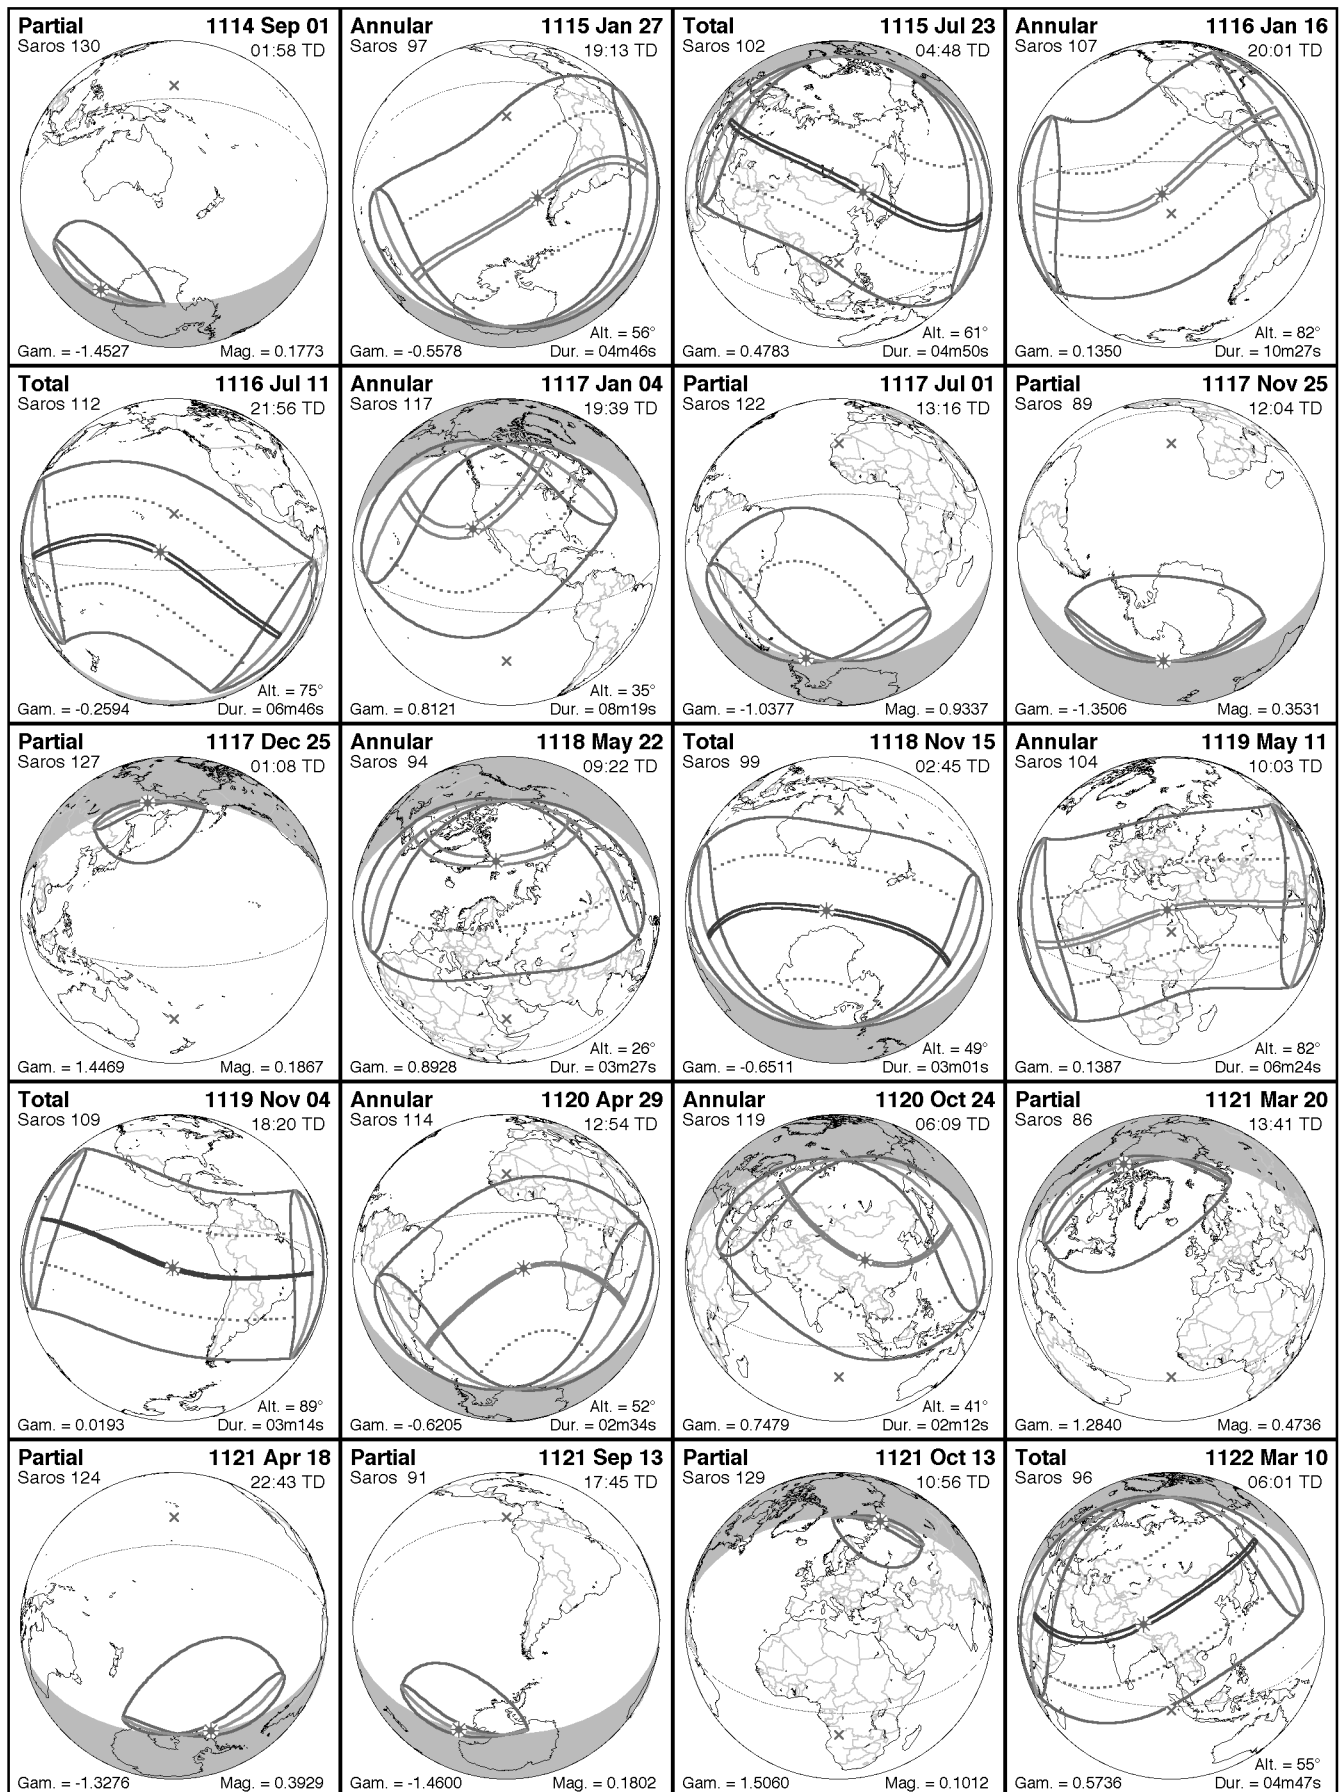 Partial 1114 Sep 01
Saros 130 01:58 TD
Gam. = -1.4527 Mag. = 0.1773
Annular 1115 Jan 27
Saros 97 19:13 TD
Alt. = 56°
Gam. = -0.5578 Dur. = 04m46s
Total 1115 Jul 23
Saros 102 04:48 TD
Alt. = 61°
Gam. = 0.4783 Dur. = 04m50s
Annular 1116 Jan 16
Saros 107 20:01 TD
Alt. = 82°
Gam. = 0.1350 Dur. = 10m27s
Total 1116 Jul 11
Saros 112 21:56 TD
Alt. = 75°
Gam. = -0.2594 Dur. = 06m46s
Annular 1117 Jan 04
Saros 117 19:39 TD
Alt. = 35°
Gam. = 0.8121 Dur. = 08m19s
Partial 1117 Jul 01
Saros 122 13:16 TD
Gam. = -1.0377 Mag. = 0.9337
Partial 1117 Nov 25
Saros 89 12:04 TD
Gam. = -1.3506 Mag. = 0.3531
Partial 1117 Dec 25
Saros 127 01:08 TD
Gam. = 1.4469 Mag. = 0.1867
Annular 1118 May 22
Saros 94 09:22 TD
Alt. = 26°
Gam. = 0.8928 Dur. = 03m27s
Total 1118 Nov 15
Saros 99 02:45 TD
Alt. = 49°
Gam. = -0.6511 Dur. = 03m01s
Annular 1119 May 11
Saros 104 10:03 TD
Alt. = 82°
Gam. = 0.1387 Dur. = 06m24s
Total 1119 Nov 04
Saros 109 18:20 TD
Alt. = 89°
Gam. = 0.0193 Dur. = 03m14s
Annular 1120 Apr 29
Saros 114 12:54 TD
Alt. = 52°
Gam. = -0.6205 Dur. = 02m34s
Annular 1120 Oct 24
Saros 119 06:09 TD
Alt. = 41°
Gam. = 0.7479 Dur. = 02m12s
Partial 1121 Mar 20
Saros 86 13:41 TD
Gam. = 1.2840 Mag. = 0.4736
Partial 1121 Apr 18
Saros 124 22:43 TD
Gam. = -1.3276 Mag. = 0.3929
Partial 1121 Sep 13
Saros 91 17:45 TD
Gam. = -1.4600 Mag. = 0.1802
Partial 1121 Oct 13
Saros 129 10:56 TD
Gam. = 1.5060 Mag. = 0.1012
Total 1122 Mar 10
Saros 96 06:01 TD
Alt. = 55°
Gam. = 0.5736 Dur. = 04m47s